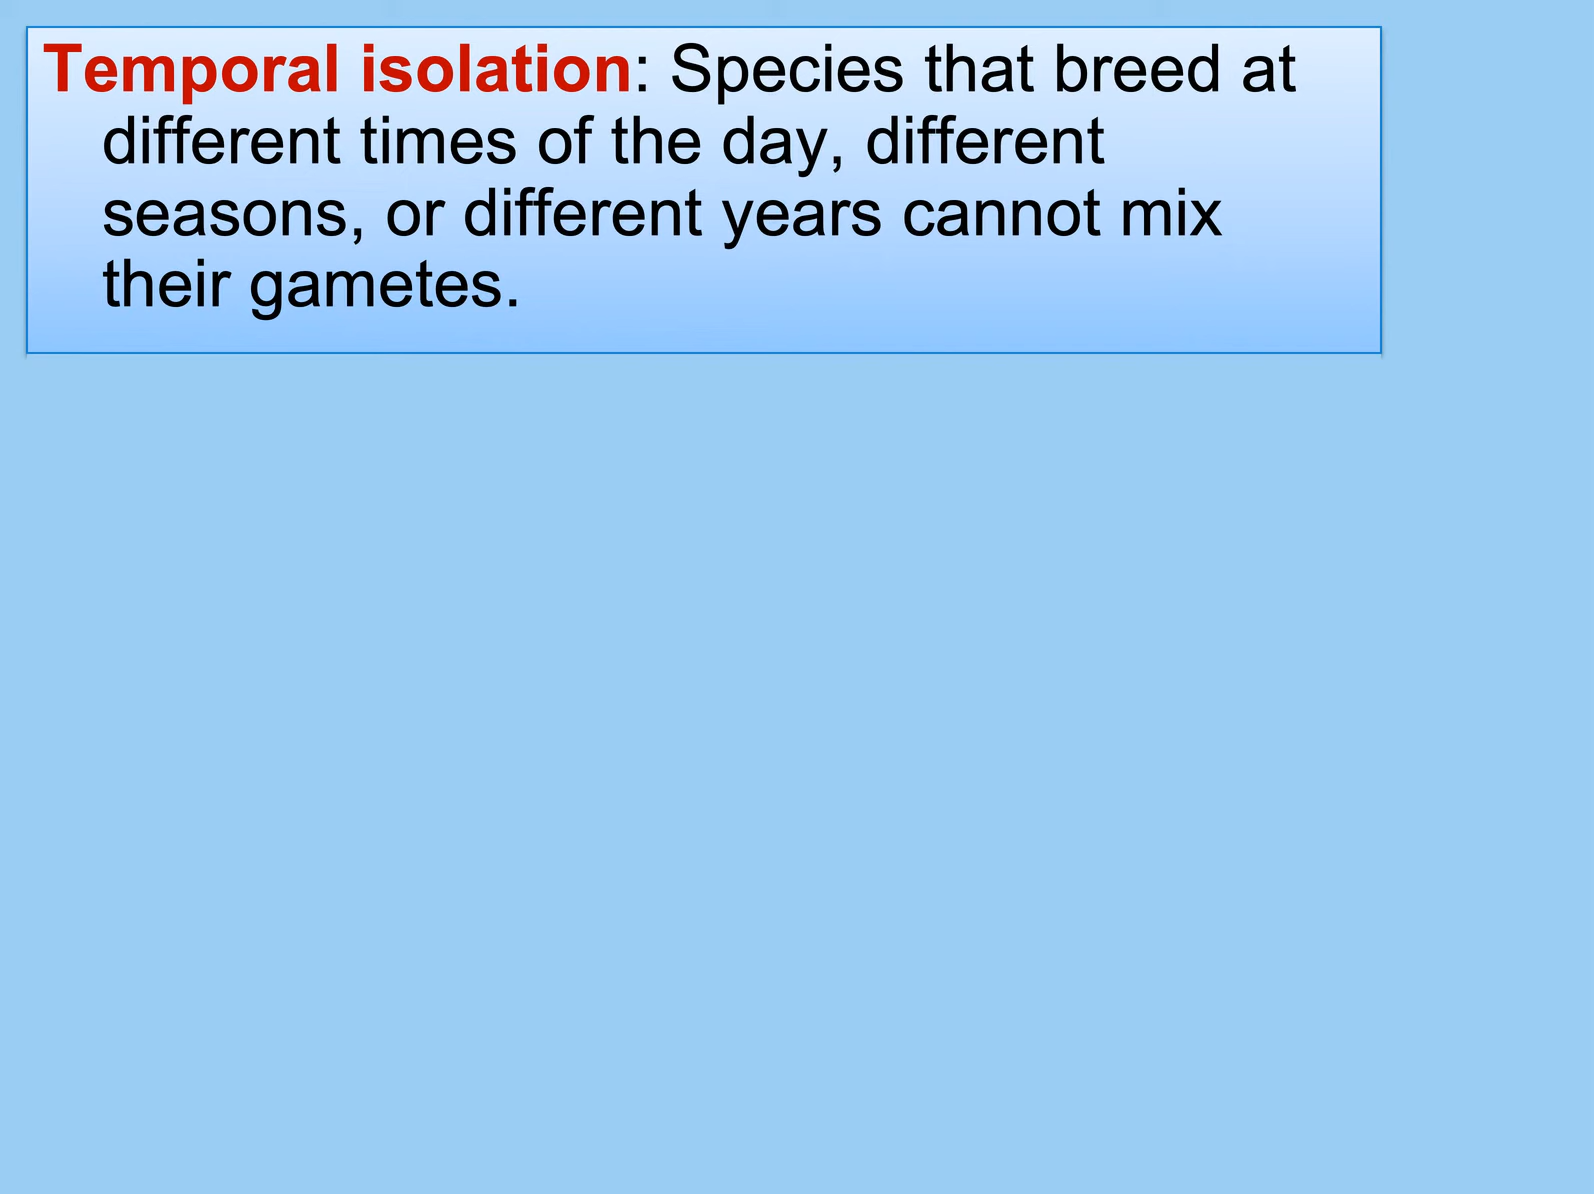 Temporal isolation: Species that breed at
different times of the day, different
seasons, or different years cannot mix
their gametes.